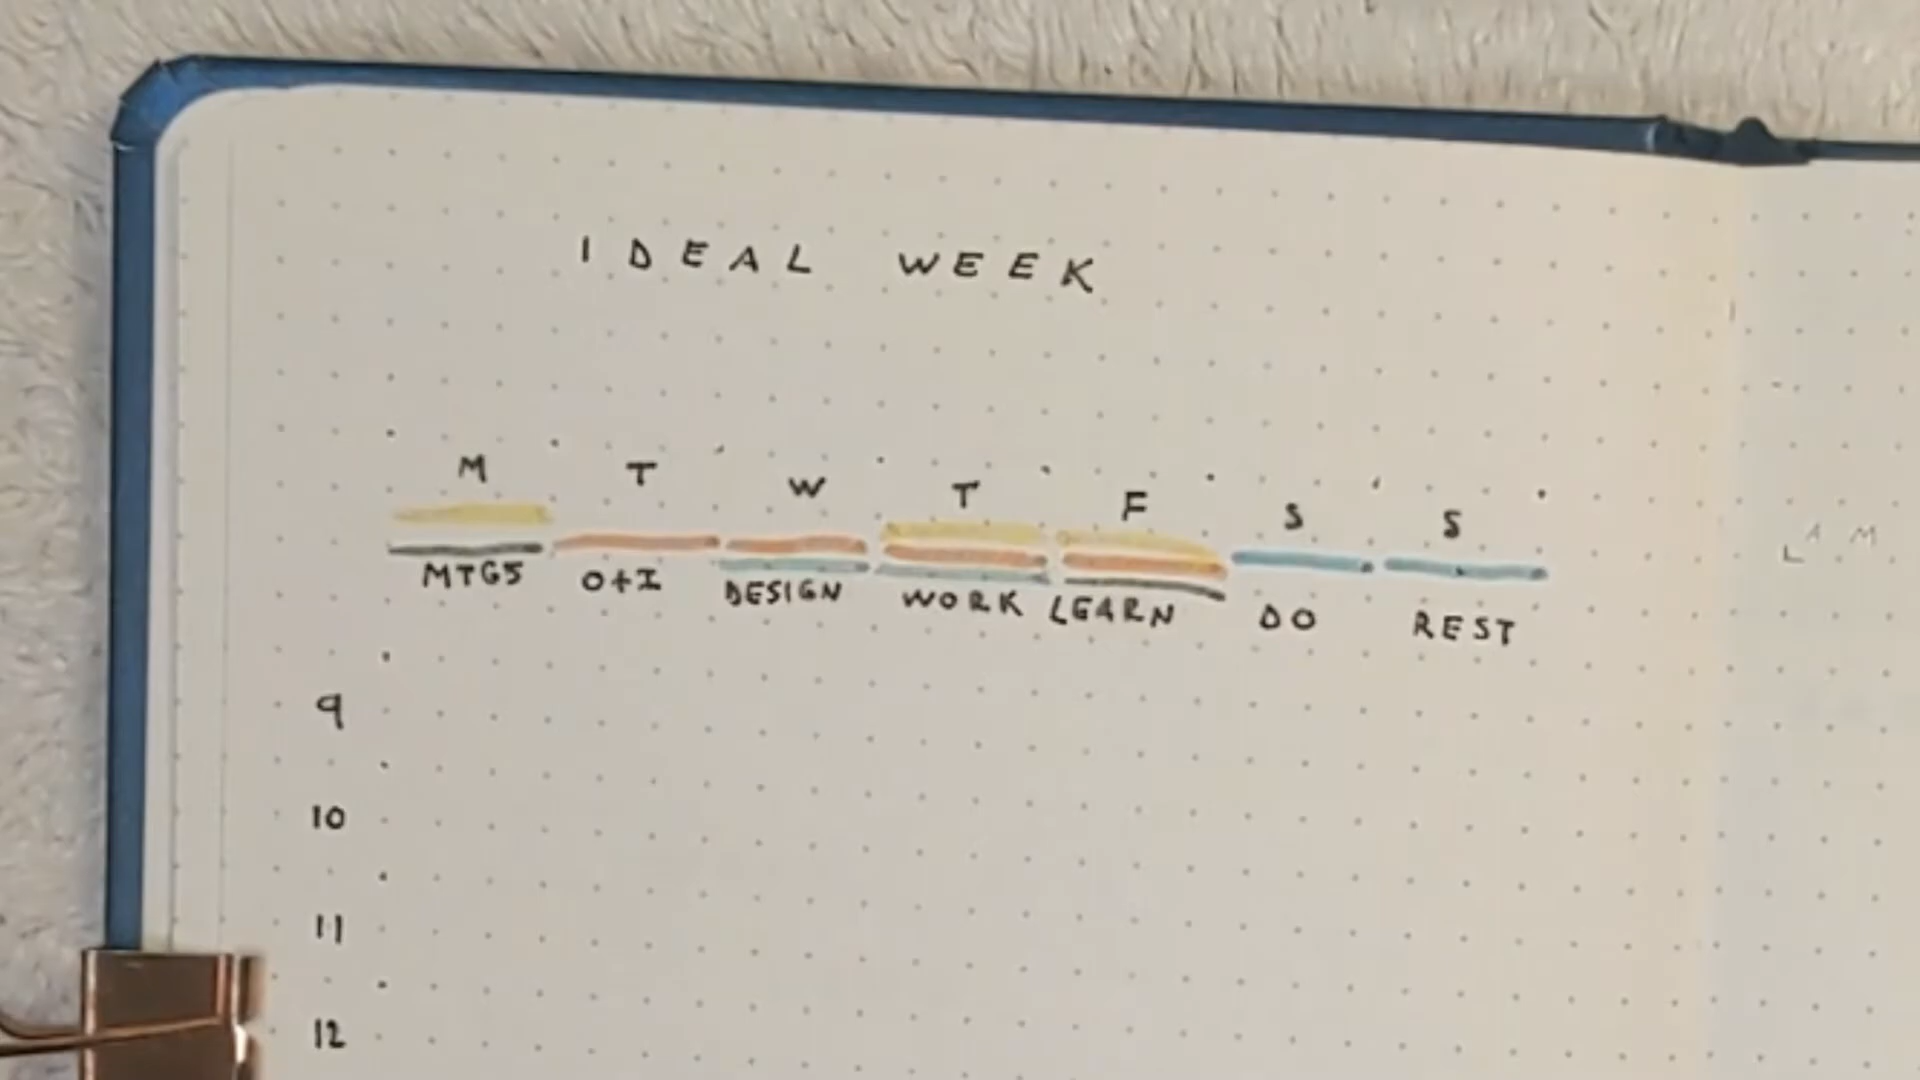 IDEAL WEEK
M T W T F S S
MTGS O+I DESIGN WORK LEARN DO REST
9
10
11
12